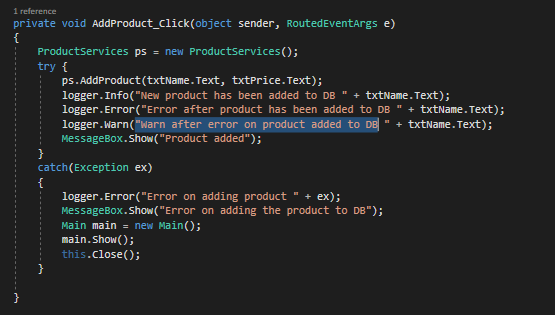 1 reference
private void AddProduct_Click(object sender, RoutedEventArgs e)
{
ProductServices ps = new ProductServices();
try {
ps.AddProduct(txtName.Text, txtPrice.Text);
logger.Info("New product has been added to DB " + txtName.Text);
logger.Error("Error after product has been added to DB " + txtName.Text);
logger.Warn("Warn after error on product added to DB " + txtName.Text);
MessageBox.Show("Product added");
}
catch(Exception ex)
{
logger.Error("Error on adding product " + ex);
MessageBox.Show("Error on adding the product to DB");
Main main = new Main();
main.Show();
this.Close();
}
}